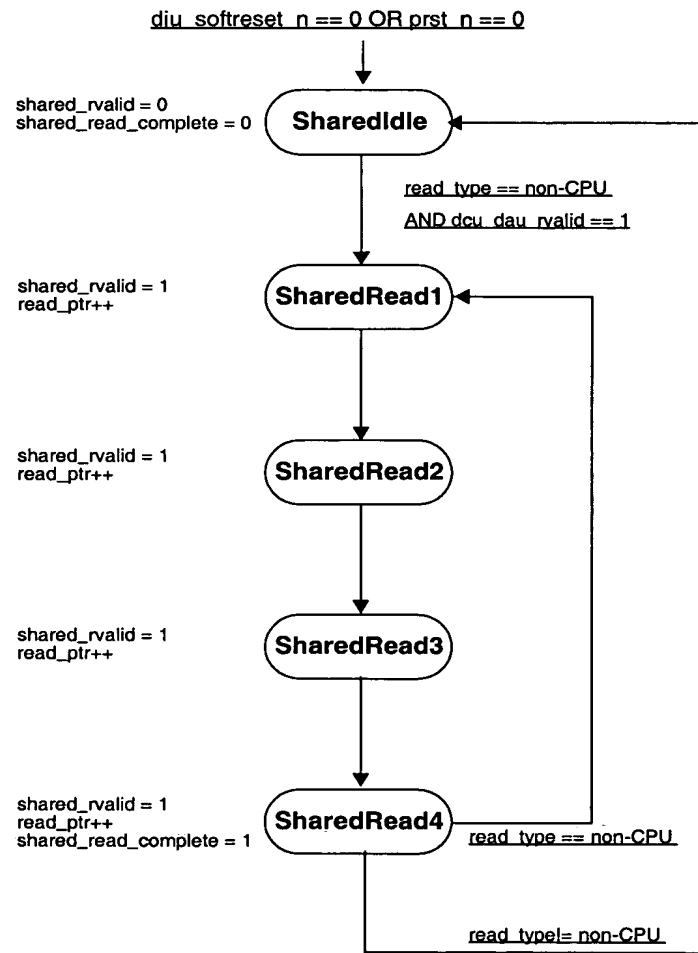 diu_softreset_n == 0 OR prst_n == 0
shared_rvalid = 0
shared_read_complete = 0
SharedIdle
read_type == non-CPU
AND dcu_dau_rvalid == 1
shared_rvalid = 1
read_ptr++
SharedRead1
shared_rvalid = 1
read_ptr++
SharedRead2
shared_rvalid = 1
read_ptr++
SharedRead3
shared_rvalid = 1
read_ptr++
shared_read_complete = 1
SharedRead4
read_type == non-CPU
read_type!= non-CPU